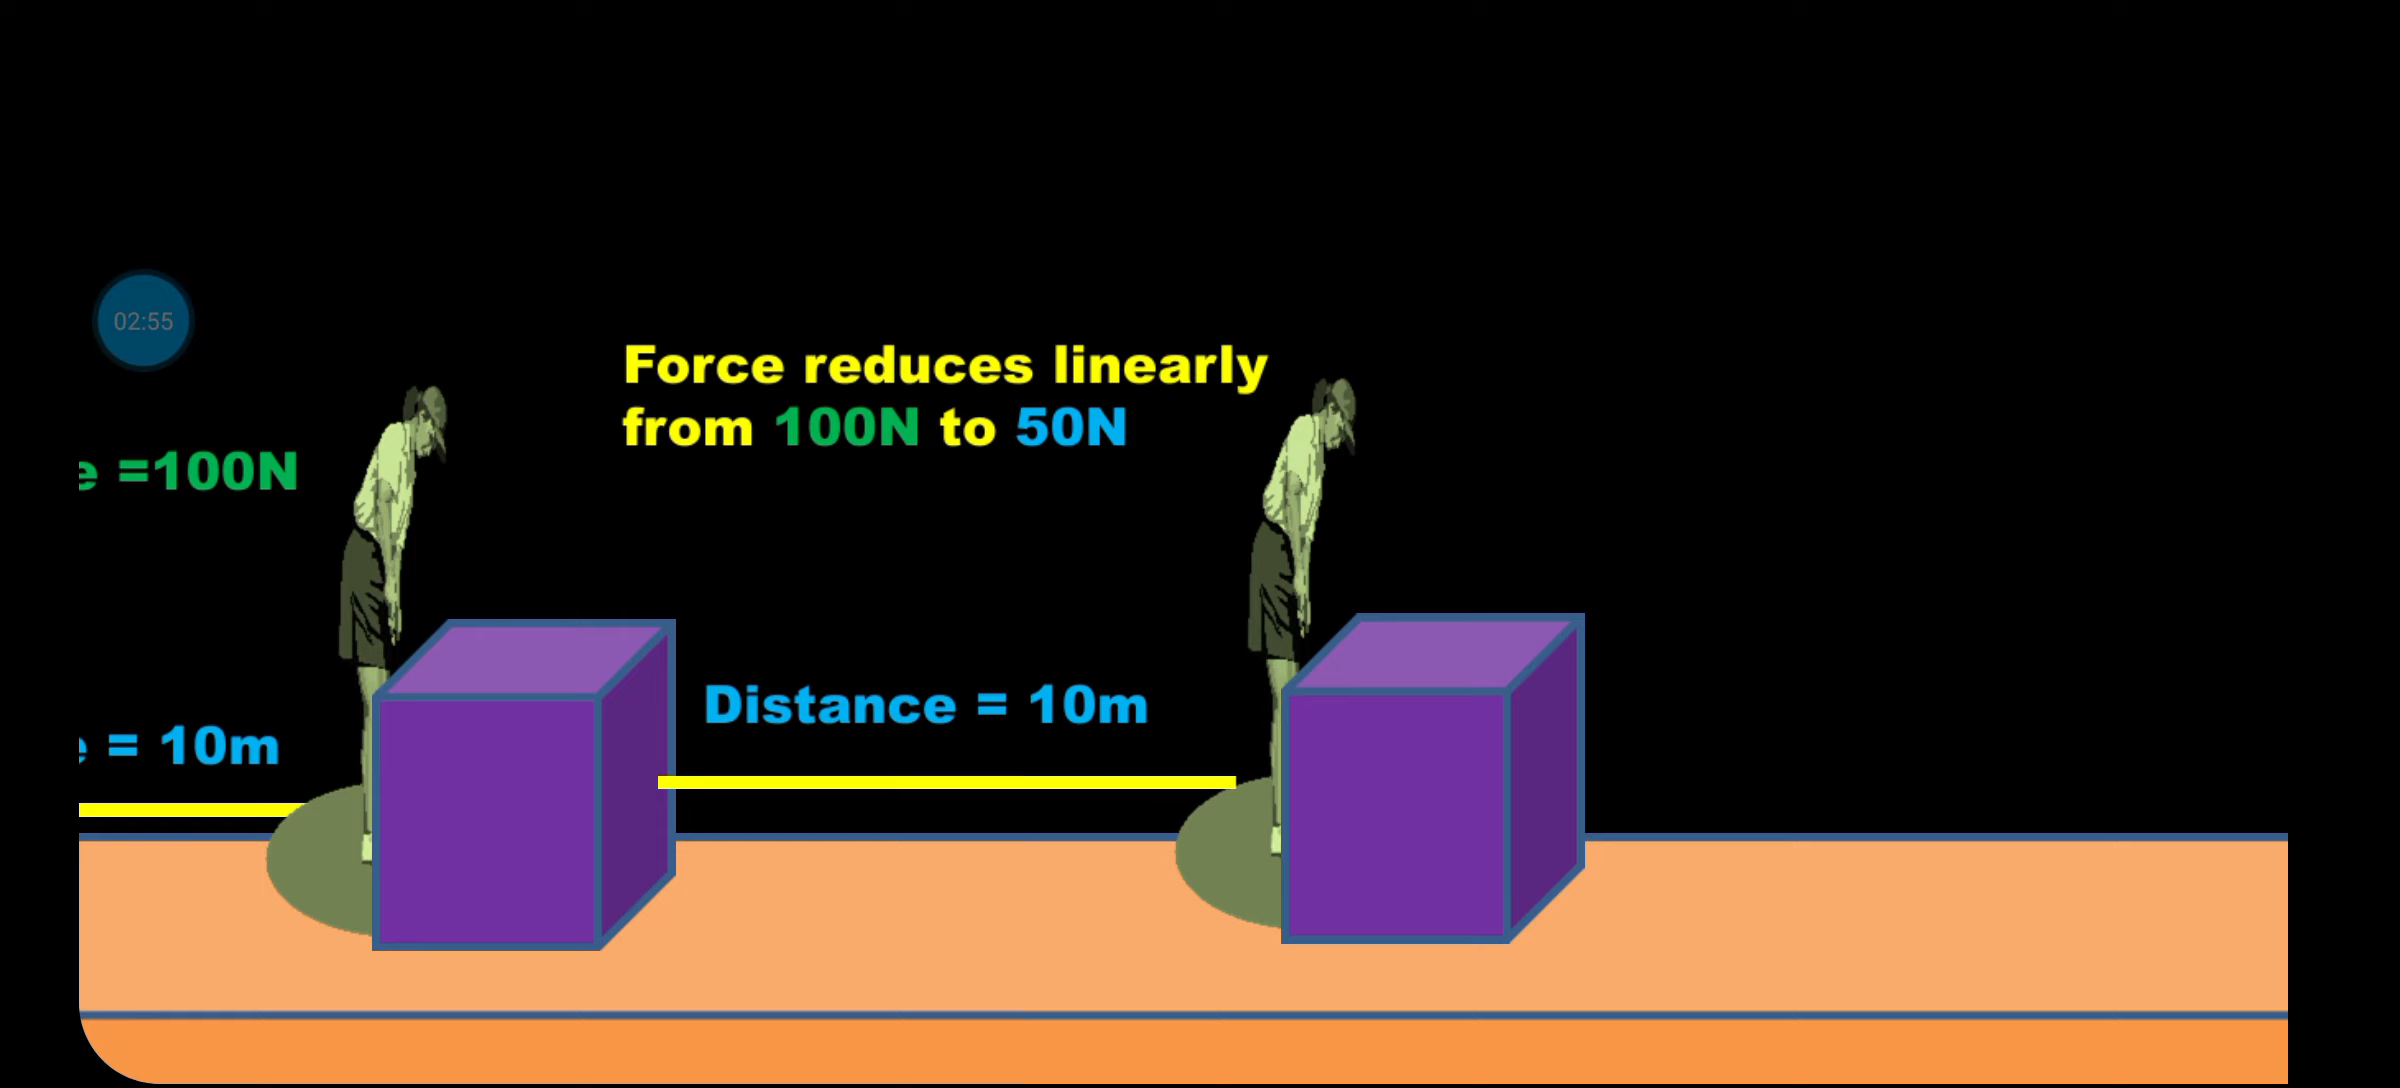 02:55
Force reduces linearly
from 100N to 50N
e =100N
Distance = 10m
e = 10m